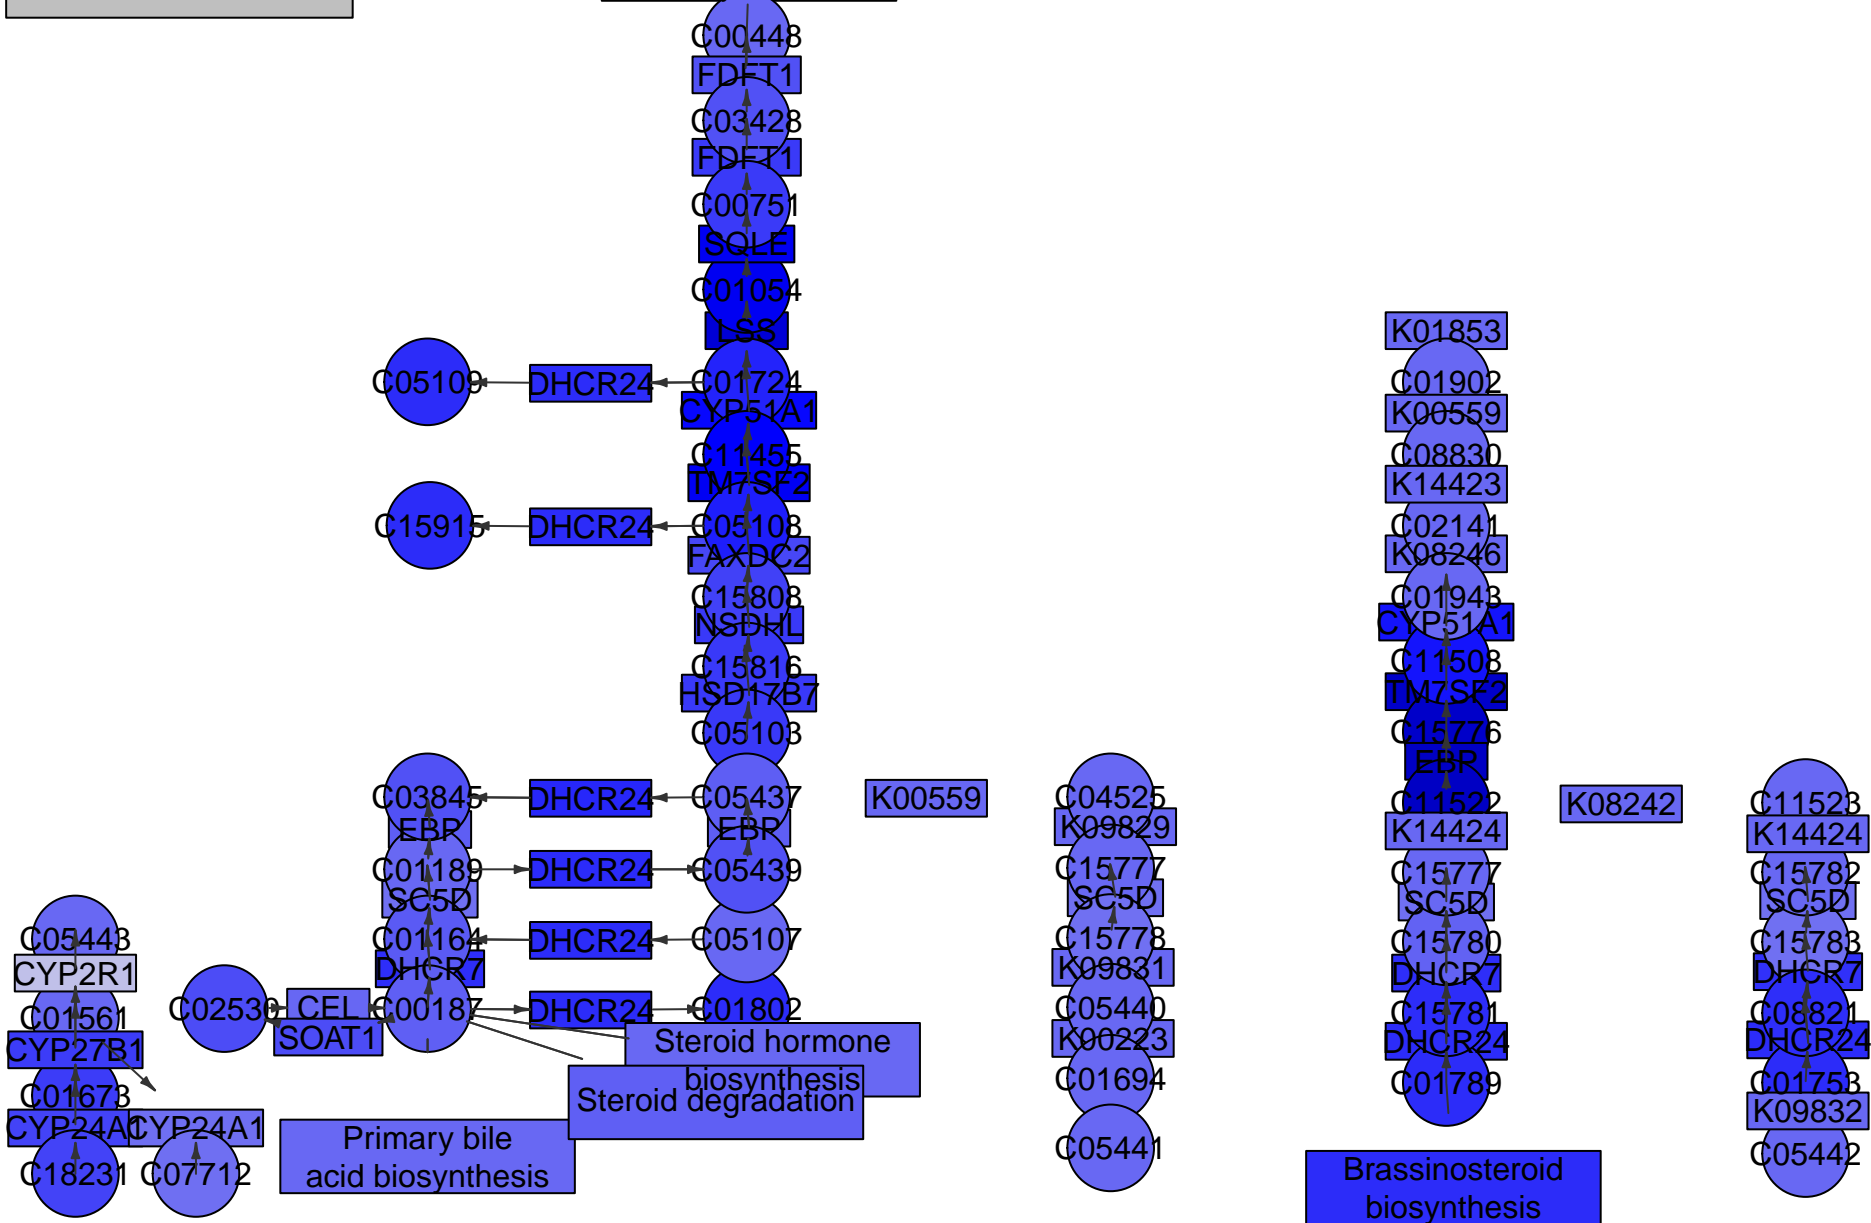 C00448
FDFT1
C03428
FDFT1
C00751
SQLE
C01054
LSS
C05109
DHCR24
C01724
CYP51A1
C11455
TM7SF2
C15915
DHCR24
C05108
FAXDC2
C15808
NSDHL
C15816
HSD17B7
C05103
C03845
DHCR24
C05437
EBP
EBP
C01189
DHCR24
C05439
SC5D
C01164
DHCR24
C05107
DHCR7
C02530
CEL
SOAT1
C00187
DHCR24
C01802
Steroid hormone
biosynthesis
Steroid degradation
Primary bile
acid biosynthesis
C05443
CYP2R1
C01561
CYP27B1
C01673
CYP24A1
CYP24A1
C18231
C07712
K00559
C04525
K09829
C15777
SC5D
C15778
K09831
C05440
K00223
C01694
C05441
K01853
C01902
K00559
C08830
K14423
C02141
K08246
C01943
CYP51A1
C11508
TM7SF2
C15776
EBP
C11522
K14424
C15777
SC5D
C15780
DHCR7
C15781
DHCR24
C01789
Brassinosteroid
biosynthesis
K08242
C11523
K14424
C15782
SC5D
C15783
DHCR7
C08821
DHCR24
C01753
K09832
C05442